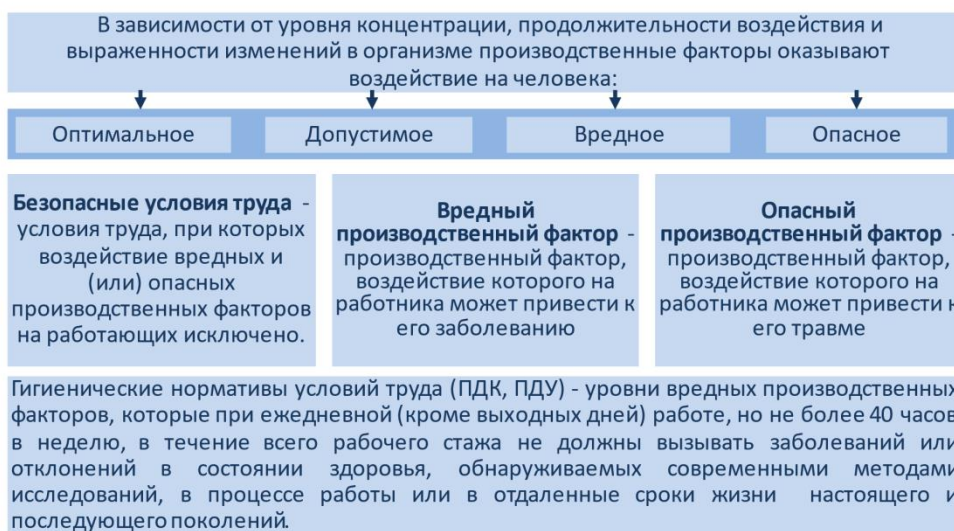 В зависимости от уровня концентрации, продолжительности воздействия и
выраженности изменений в организме производственные факторы оказывают
воздействие на человека:
Оптимальное
Допустимое
Вредное
Опасное
Безопасные условия труда -
условия труда, при которых
воздействие вредных и
(или) опасных
производственных факторов
на работающих исключено.
Вредный
производственный фактор -
производственный фактор,
воздействие которого на
работника может привести к
его заболеванию
Опасный
производственный фактор -
производственный фактор,
воздействие которого на
работника может привести к
его травме
Гигиенические нормативы условий труда (ПДК, ПДУ) - уровни вредных производственных
факторов, которые при ежедневной (кроме выходных дней) работе, но не более 40 часов
в неделю, в течение всего рабочего стажа не должны вызывать заболеваний или
отклонений в состоянии здоровья, обнаруживаемых современными методами
исследований, в процессе работы или в отдаленные сроки жизни настоящего и
последующего поколений.